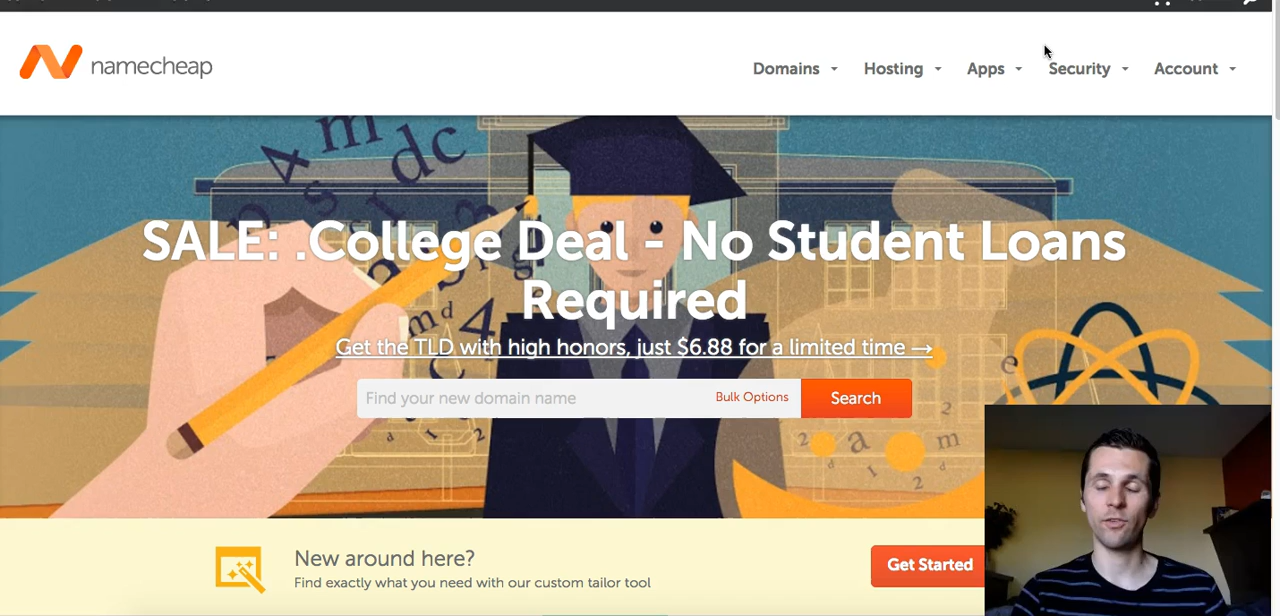 namecheap
Domains
Hosting
Apps
Security
Account
SALE: .College Deal - No Student Loans
Required
Get the TLD with high honors, just $6.88 for a limited time →
Find your new domain name
Bulk Options
Search
New around here?
Find exactly what you need with our custom tailor tool
Get Started